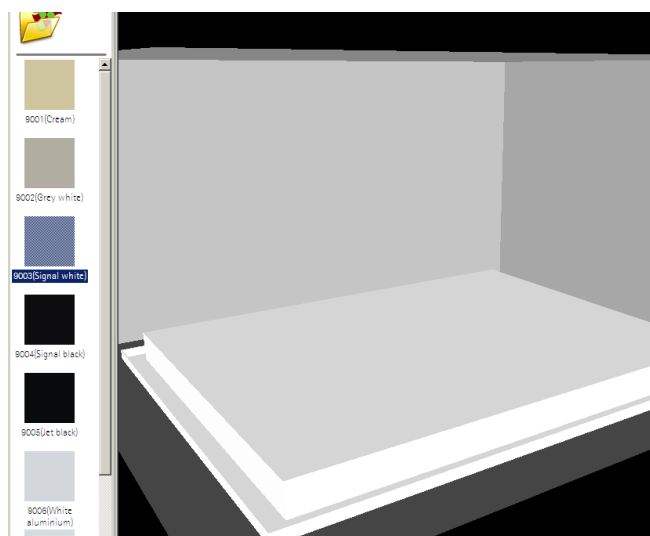 9001(Cream)
9002(Grey white)
9003(Signal white)
9004(Signal black)
9005(Jet black)
9006(White
aluminium)